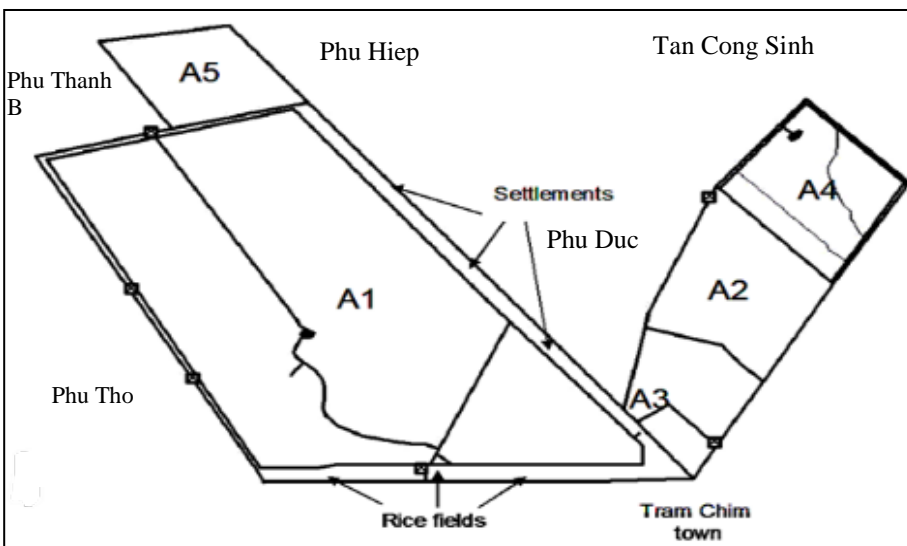 Phu Hiep
Tan Cong Sinh
A5
Phu Thanh
B
A4
Settlements
Phu Duc
A2
A1
A3
Phu Tho
Rice fields
Tram Chim
town